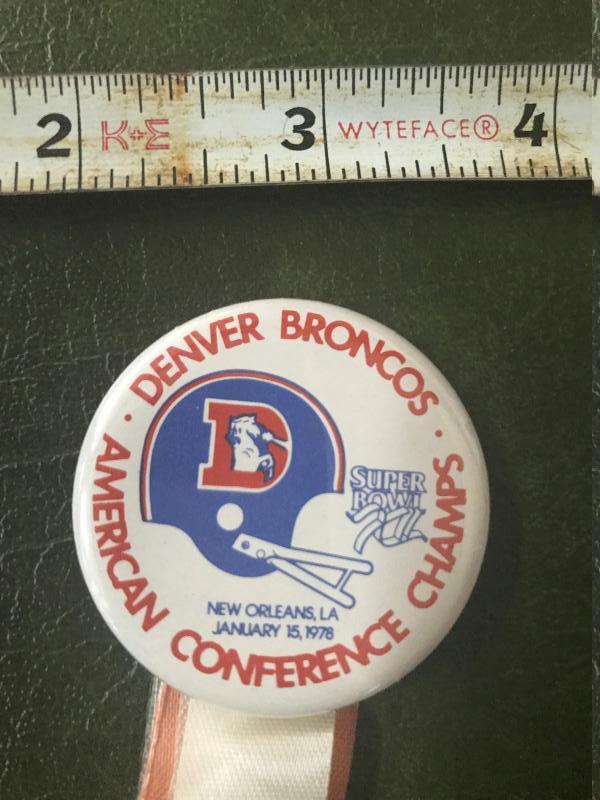 2 K+E 3 WYTEFACE® 4
· DENVER BRONCOS ·
D
SUPER
BOWL
XII
NEW ORLEANS, LA
JANUARY 15, 1978
AMERICAN CONFERENCE CHAMPS